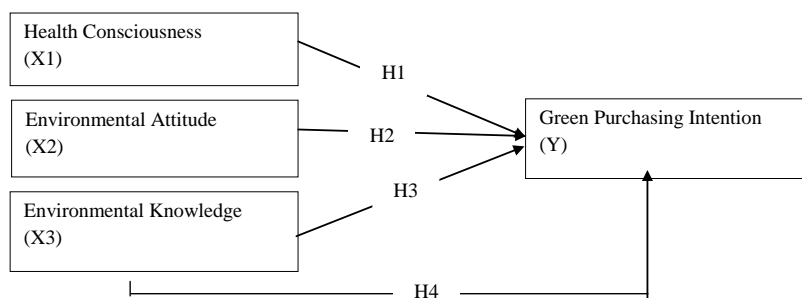 Health Consciousness
(X1)
H1
Environmental Attitude
(X2)
H2
Green Purchasing Intention
(Y)
Environmental Knowledge
(X3)
H3
H4